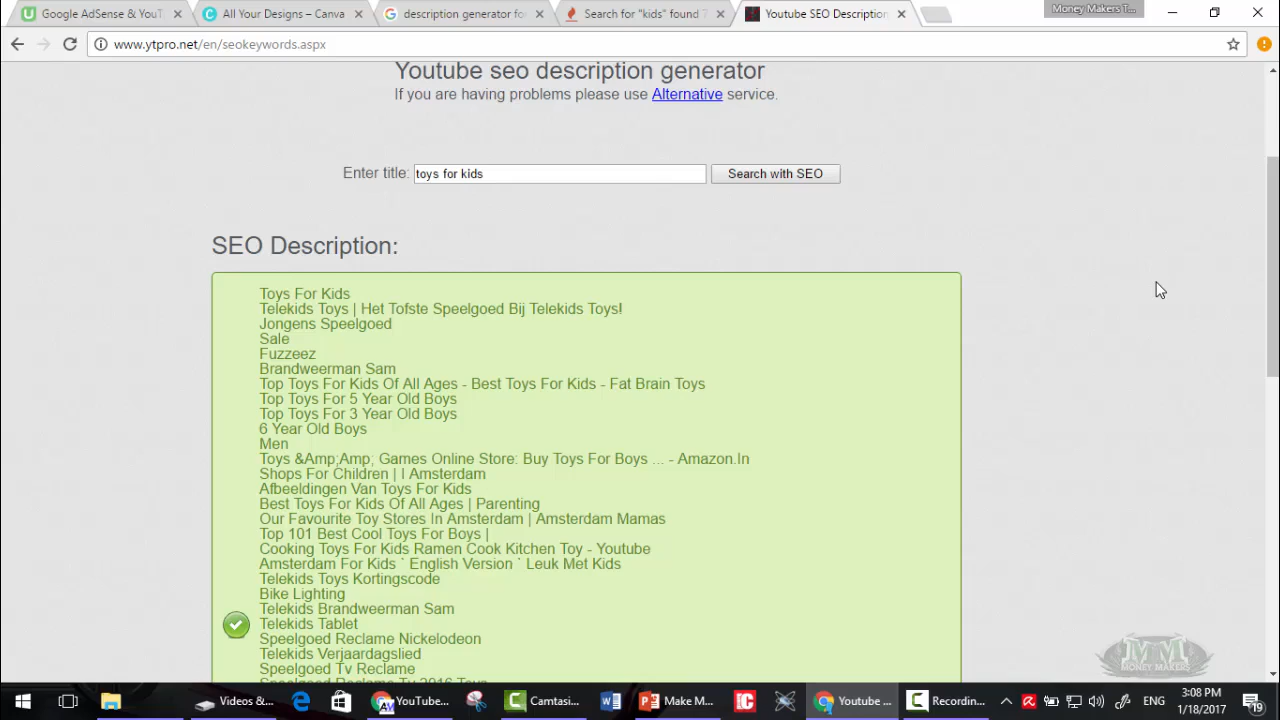 Google AdSense & YouT
All Your Designes – Canva
description generator fo
Search for "kids" found 7
Youtube SEO Description
Money Makers T...
www.ytpro.net/en/seokeywords.aspx
Youtube seo description generator
If you are having problems please use Alternative service.
Enter title: toys for kids Search with SEO
SEO Description:
Toys For Kids
Telekids Toys | Het Tofste Speelgoed Bij Telekids Toys!
Jongens Speelgoed
Sale
Fuzzeez
Brandweerman Sam
Top Toys For Kids Of All Ages - Best Toys For Kids - Fat Brain Toys
Top Toys For 5 Year Old Boys
Top Toys For 3 Year Old Boys
6 Year Old Boys
Men
Toys &Amp;Amp; Games Online Store: Buy Toys For Boys ... - Amazon.In
Shops For Children | I Amsterdam
Afbeeldingen Van Toys For Kids
Best Toys For Kids Of All Ages | Parenting
Our Favourite Toy Stores In Amsterdam | Amsterdam Mamas
Top 101 Best Cool Toys For Boys |
Cooking Toys For Kids Ramen Cook Kitchen Toy - Youtube
Amsterdam For Kids ` English Version ` Leuk Met Kids
Telekids Toys Kortingscode
Bike Lighting
Telekids Brandweerman Sam
Telekids Tablet
Speelgoed Reclame Nickelodeon
Telekids Verjaardagslied
Speelgoed Tv Reclame
Speelgoed Reclame Tv 2016 Toys
MM
MONEY MAKERS
Videos &...
YouTube...
Camtasi...
Make M...
Youtube ...
Recordin...
ENG
3:08 PM
1/18/2017
19